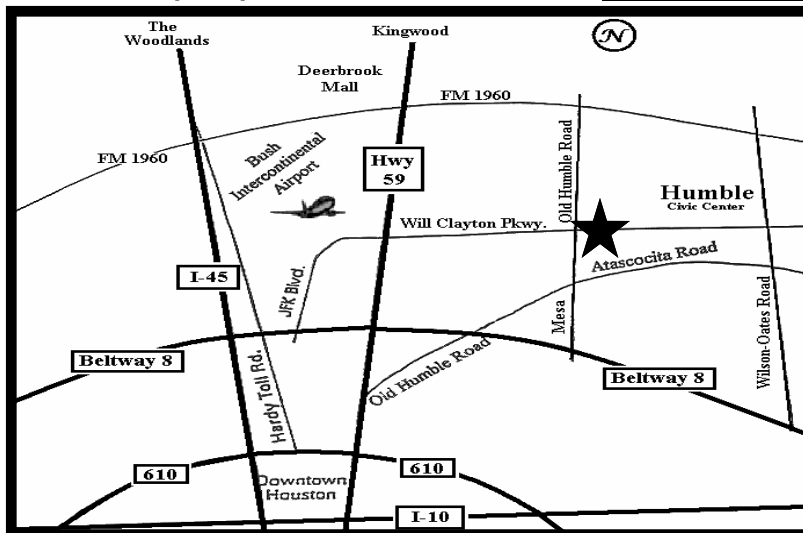 The
Woodlands
Kingwood
N
Deerbrook
Mall
FM 1960
FM 1960
Bush
Intercontinental
Airport
Hwy
59
Old Humble Road
Humble
Civic Center
Will Clayton Pkwy.
Atascocita Road
I-45
JFK Blvd.
Mesa
Wilson-Oates Road
Beltway 8
Old Humble Road
Beltway 8
Hardy Toll Rd.
610
610
Downtown
Houston
I-10